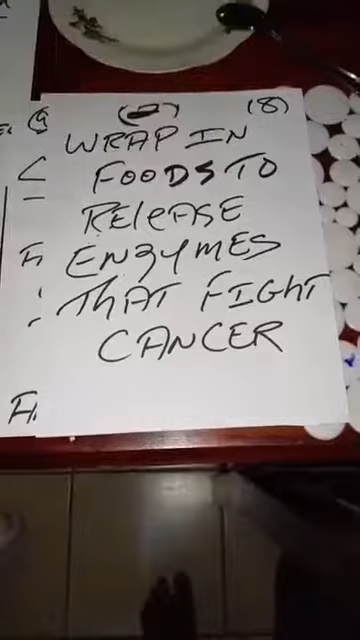 (8)
WRAP IN
FOODS TO
RELEASE
ENZYMES
THAT FIGHT
CANCER